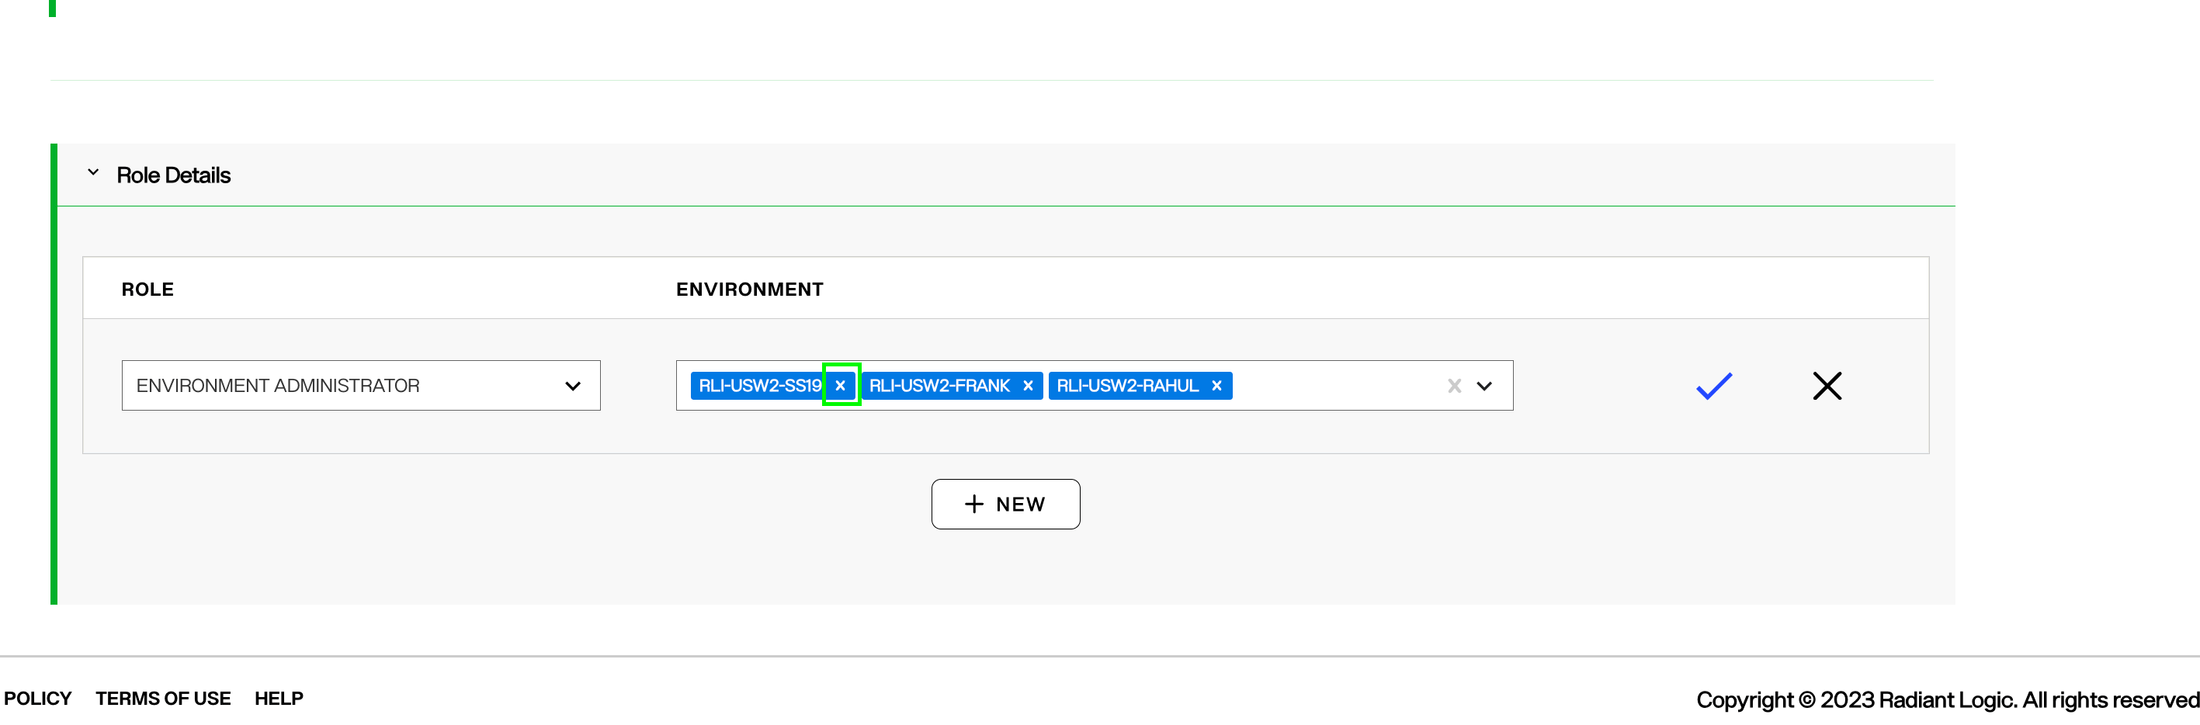 Role Details
ROLE ENVIRONMENT
ENVIRONMENT ADMINISTRATOR RLI-USW2-SS19 RLI-USW2-FRANK RLI-USW2-RAHUL
+ NEW
POLICY TERMS OF USE HELP Copyright © 2023 Radiant Logic. All rights reserved